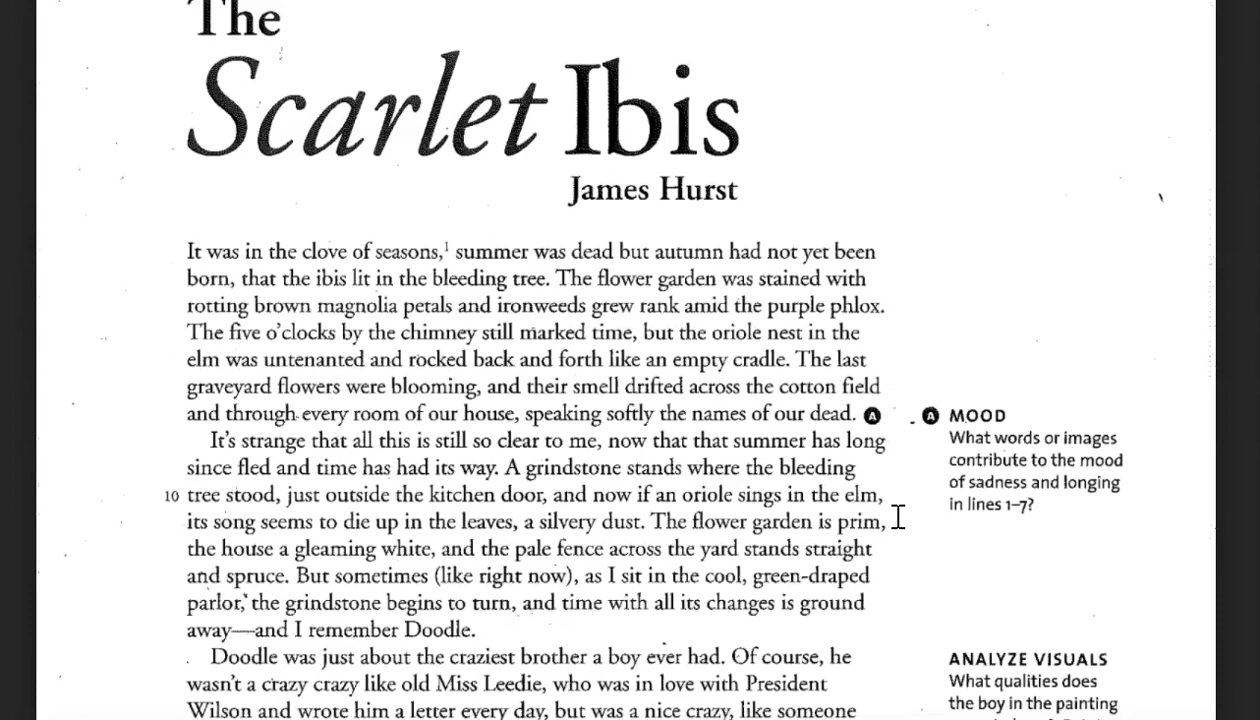 The
Scarlet Ibis
James Hurst
It was in the clove of seasons,¹ summer was dead but autumn had not yet been
born, that the ibis lit in the bleeding tree. The flower garden was stained with
rotting brown magnolia petals and ironweeds grew rank amid the purple phlox.
The five o'clocks by the chimney still marked time, but the oriole nest in the
elm was untenanted and rocked back and forth like an empty cradle. The last
graveyard flowers were blooming, and their smell drifted across the cotton field
and through every room of our house, speaking softly the names of our dead. A
It's strange that all this is still so clear to me, now that that summer has long
since fled and time has had its way. A grindstone stands where the bleeding
10 tree stood, just outside the kitchen door, and now if an oriole sings in the elm,
its song seems to die up in the leaves, a silvery dust. The flower garden is prim,
the house a gleaming white, and the pale fence across the yard stands straight
and spruce. But sometimes (like right now), as I sit in the cool, green-draped
parlor, the grindstone begins to turn, and time with all its changes is ground
away—and I remember Doodle.
Doodle was just about the craziest brother a boy ever had. Of course, he
wasn't a crazy crazy like old Miss Leedie, who was in love with President
Wilson and wrote him a letter every day, but was a nice crazy, like someone
A MOOD
What words or images
contribute to the mood
of sadness and longing
in lines 1–7?
ANALYZE VISUALS
What qualities does
the boy in the painting